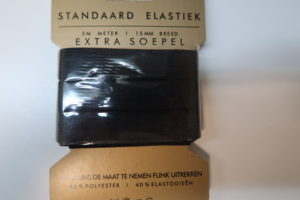 STANDAARD ELASTIEK
5M METER | 15MM BREED
EXTRA SOEPEL
DE MAAT TE NEMEN FLINK UITREKKEN
% POLYESTER | 40% ELASTODIEËN